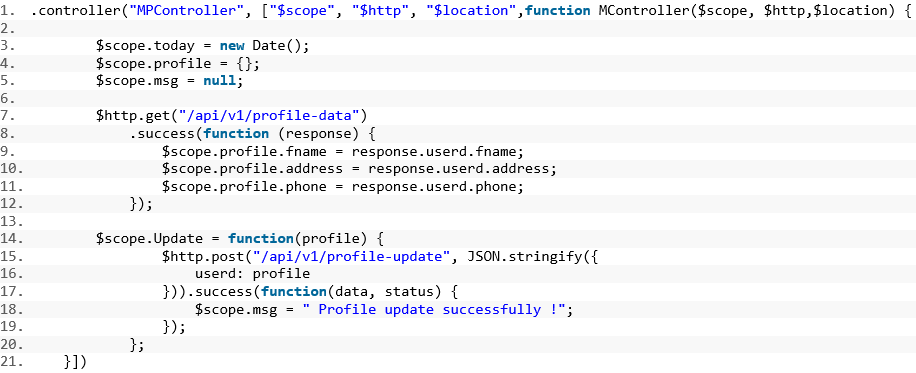 1. .controller("MPController", ["$scope", "$http", "$location",function MController($scope, $http,$location) {
2.
3. $scope.today = new Date();
4. $scope.profile = {};
5. $scope.msg = null;
6.
7. $http.get("/api/v1/profile-data")
8. .success(function (response) {
9. $scope.profile.fname = response.userd.fname;
10. $scope.profile.address = response.userd.address;
11. $scope.profile.phone = response.userd.phone;
12. });
13.
14. $scope.Update = function(profile) {
15. $http.post("/api/v1/profile-update", JSON.stringify({
16. userd: profile
17. })).success(function(data, status) {
18. $scope.msg = " Profile update successfully !";
19. });
20. };
21. }])